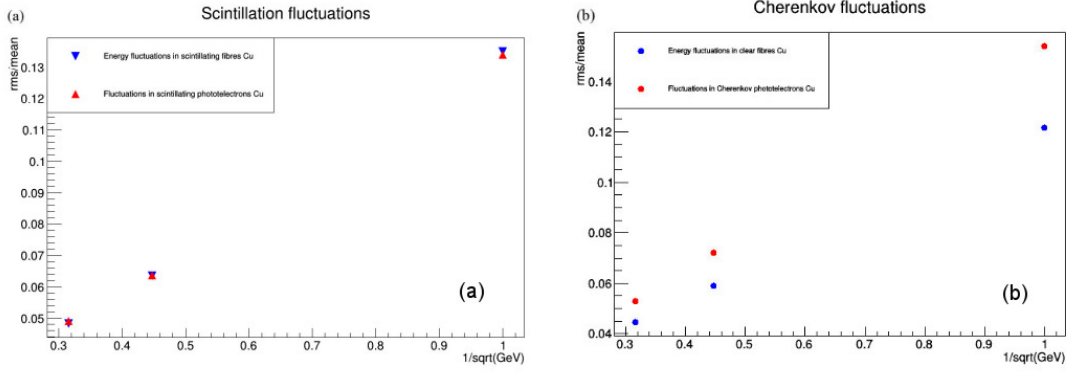 (a)
Scintillation fluctuations
rms/mean
Energy fluctuations in scintillating fibres Cu
Fluctuations in scintillating phototelectrons Cu
0.13
0.12
0.11
0.1
0.09
0.08
0.07
0.06
0.05
(a)
0.3 0.4 0.5 0.6 0.7 0.8 0.9 1
1/sqrt(GeV)
(b)
Cherenkov fluctuations
rms/mean
Energy fluctuations in clear fibres Cu
Fluctuations in Cherenkov phototelectrons Cu
0.14
0.12
0.1
0.08
0.06
0.04
(b)
0.3 0.4 0.5 0.6 0.7 0.8 0.9 1
1/sqrt(GeV)